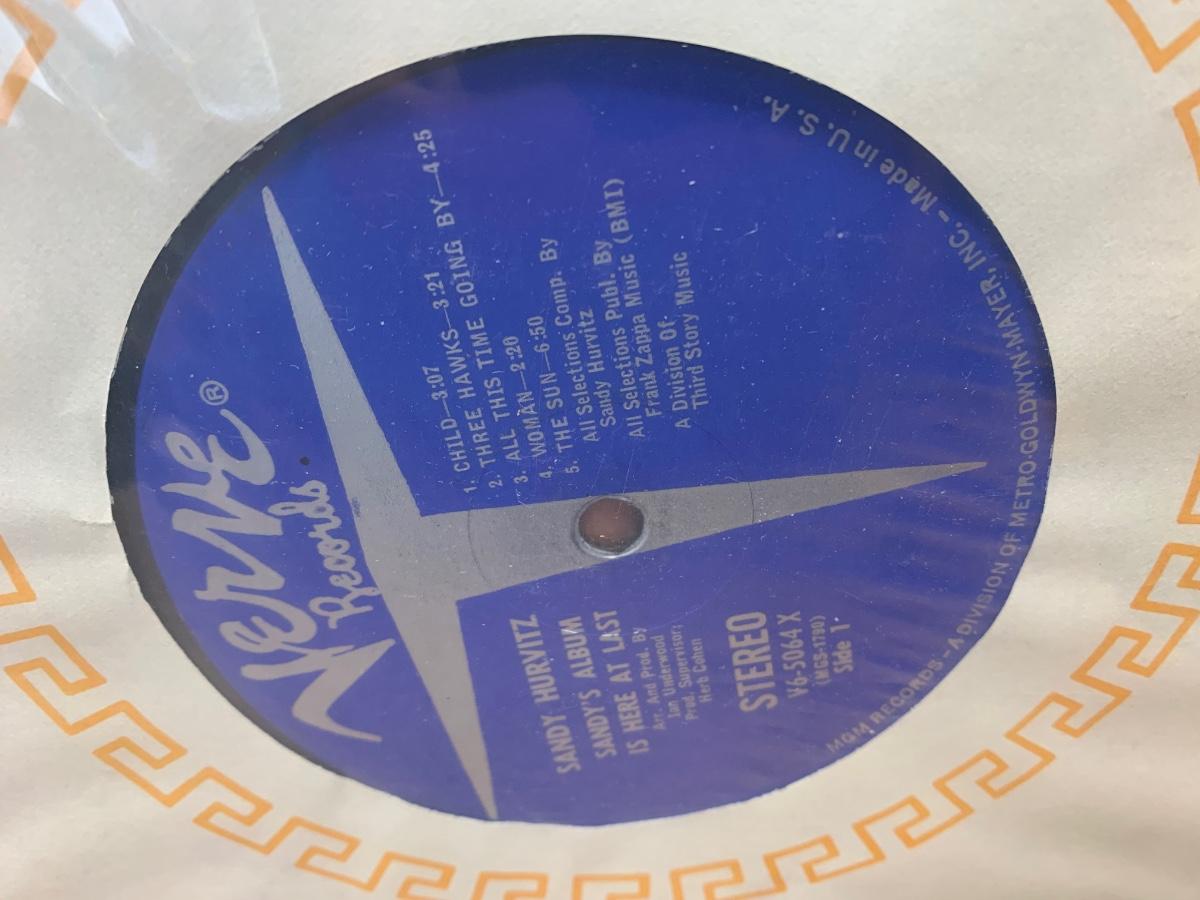 VERVE ®
Records
1. CHILD—3:07
2. THREE HAWKS—3:21
3. ALL THIS TIME GOING BY—4:25
4. WOMAN—2:20
5. THE SUN—6:50
All Selections Comp. By
Sandy Hurvitz
All Selections Publ. By
Frank Zappa Music (BMI)
A Division Of
Third Story Music
SANDY HURVITZ
SANDY'S ALBUM
IS HERE AT LAST
Arr. And Prod. By
Ian Underwood
Prod. Supervisor:
Herb Cohen
STEREO
V6-5064 X
(MGS-1790)
Side 1
MGM RECORDS - A DIVISION OF METRO-GOLDWYN-MAYER, INC. - Made in U. S. A.